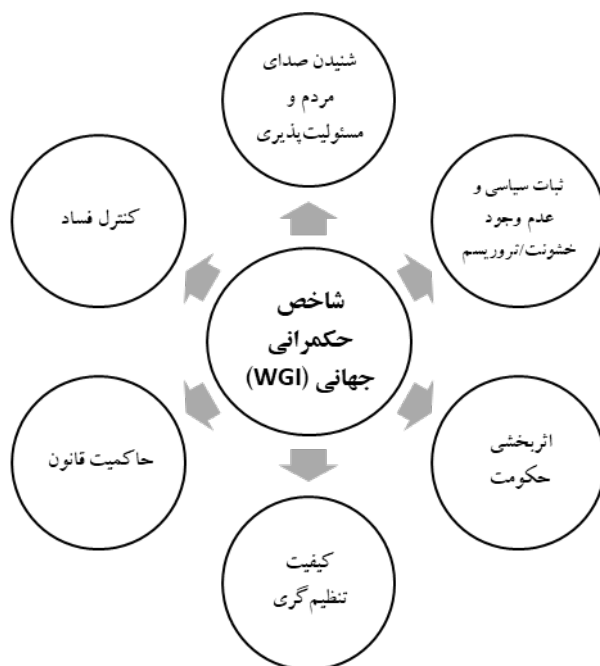 شنیدن صدای
مردم و
مسئولیت‌پذیری
ثبات سیاسی و
عدم وجود
خشونت/تروریسم
کنترل فساد
شاخص
حکمرانی
جهانی (WGI)
اثربخشی
حکومت
حاکمیت قانون
کیفیت
تنظیم‌گری